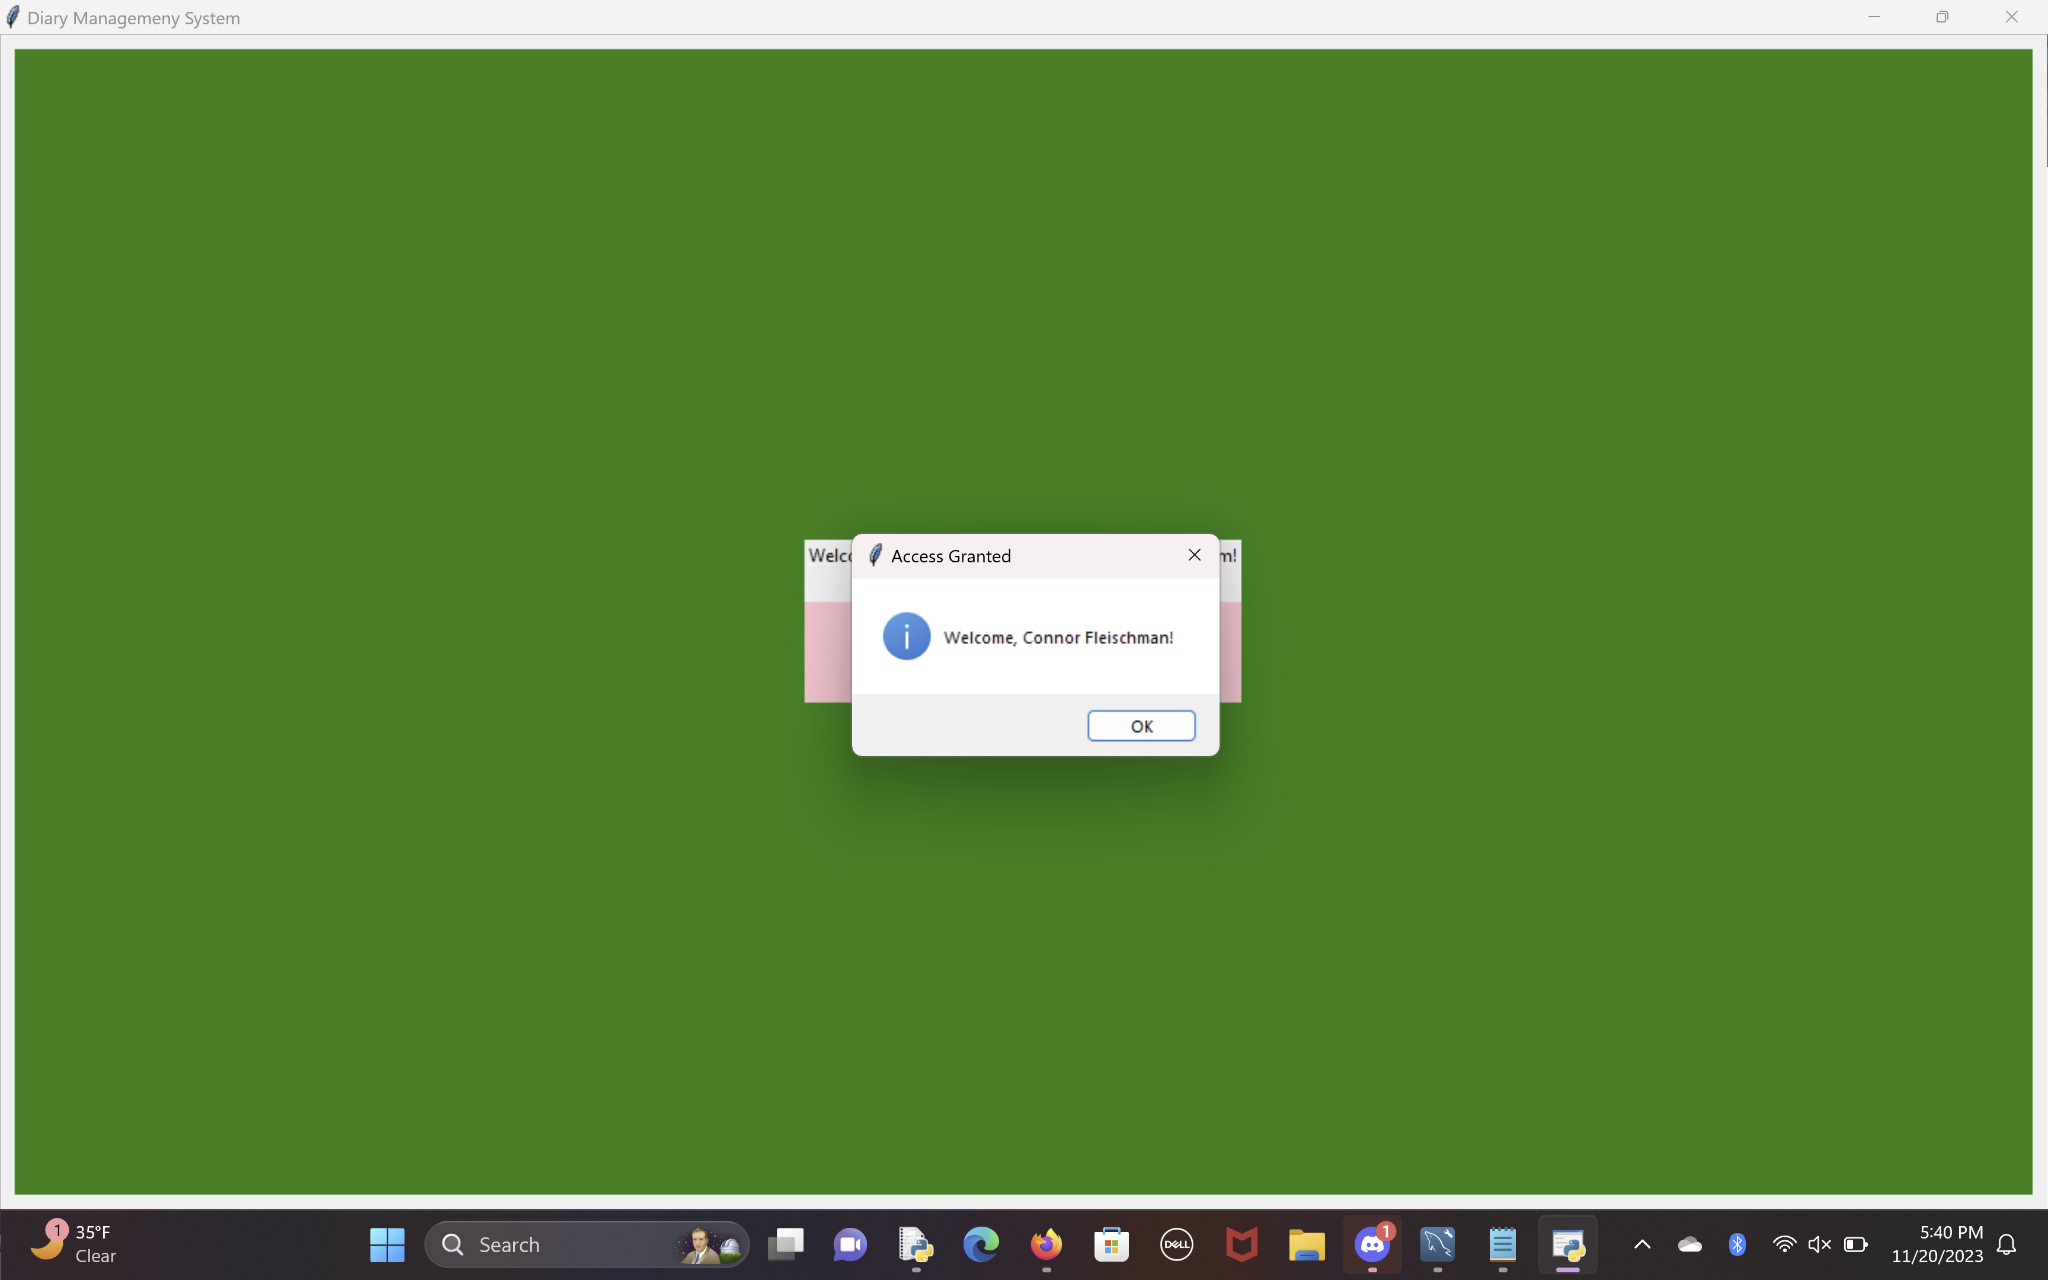 Diary Managemeny System
Welc
m!
Access Granted
Welcome, Connor Fleischman!
OK
1
35°F
Clear
Search
DELL
1
5:40 PM
11/20/2023